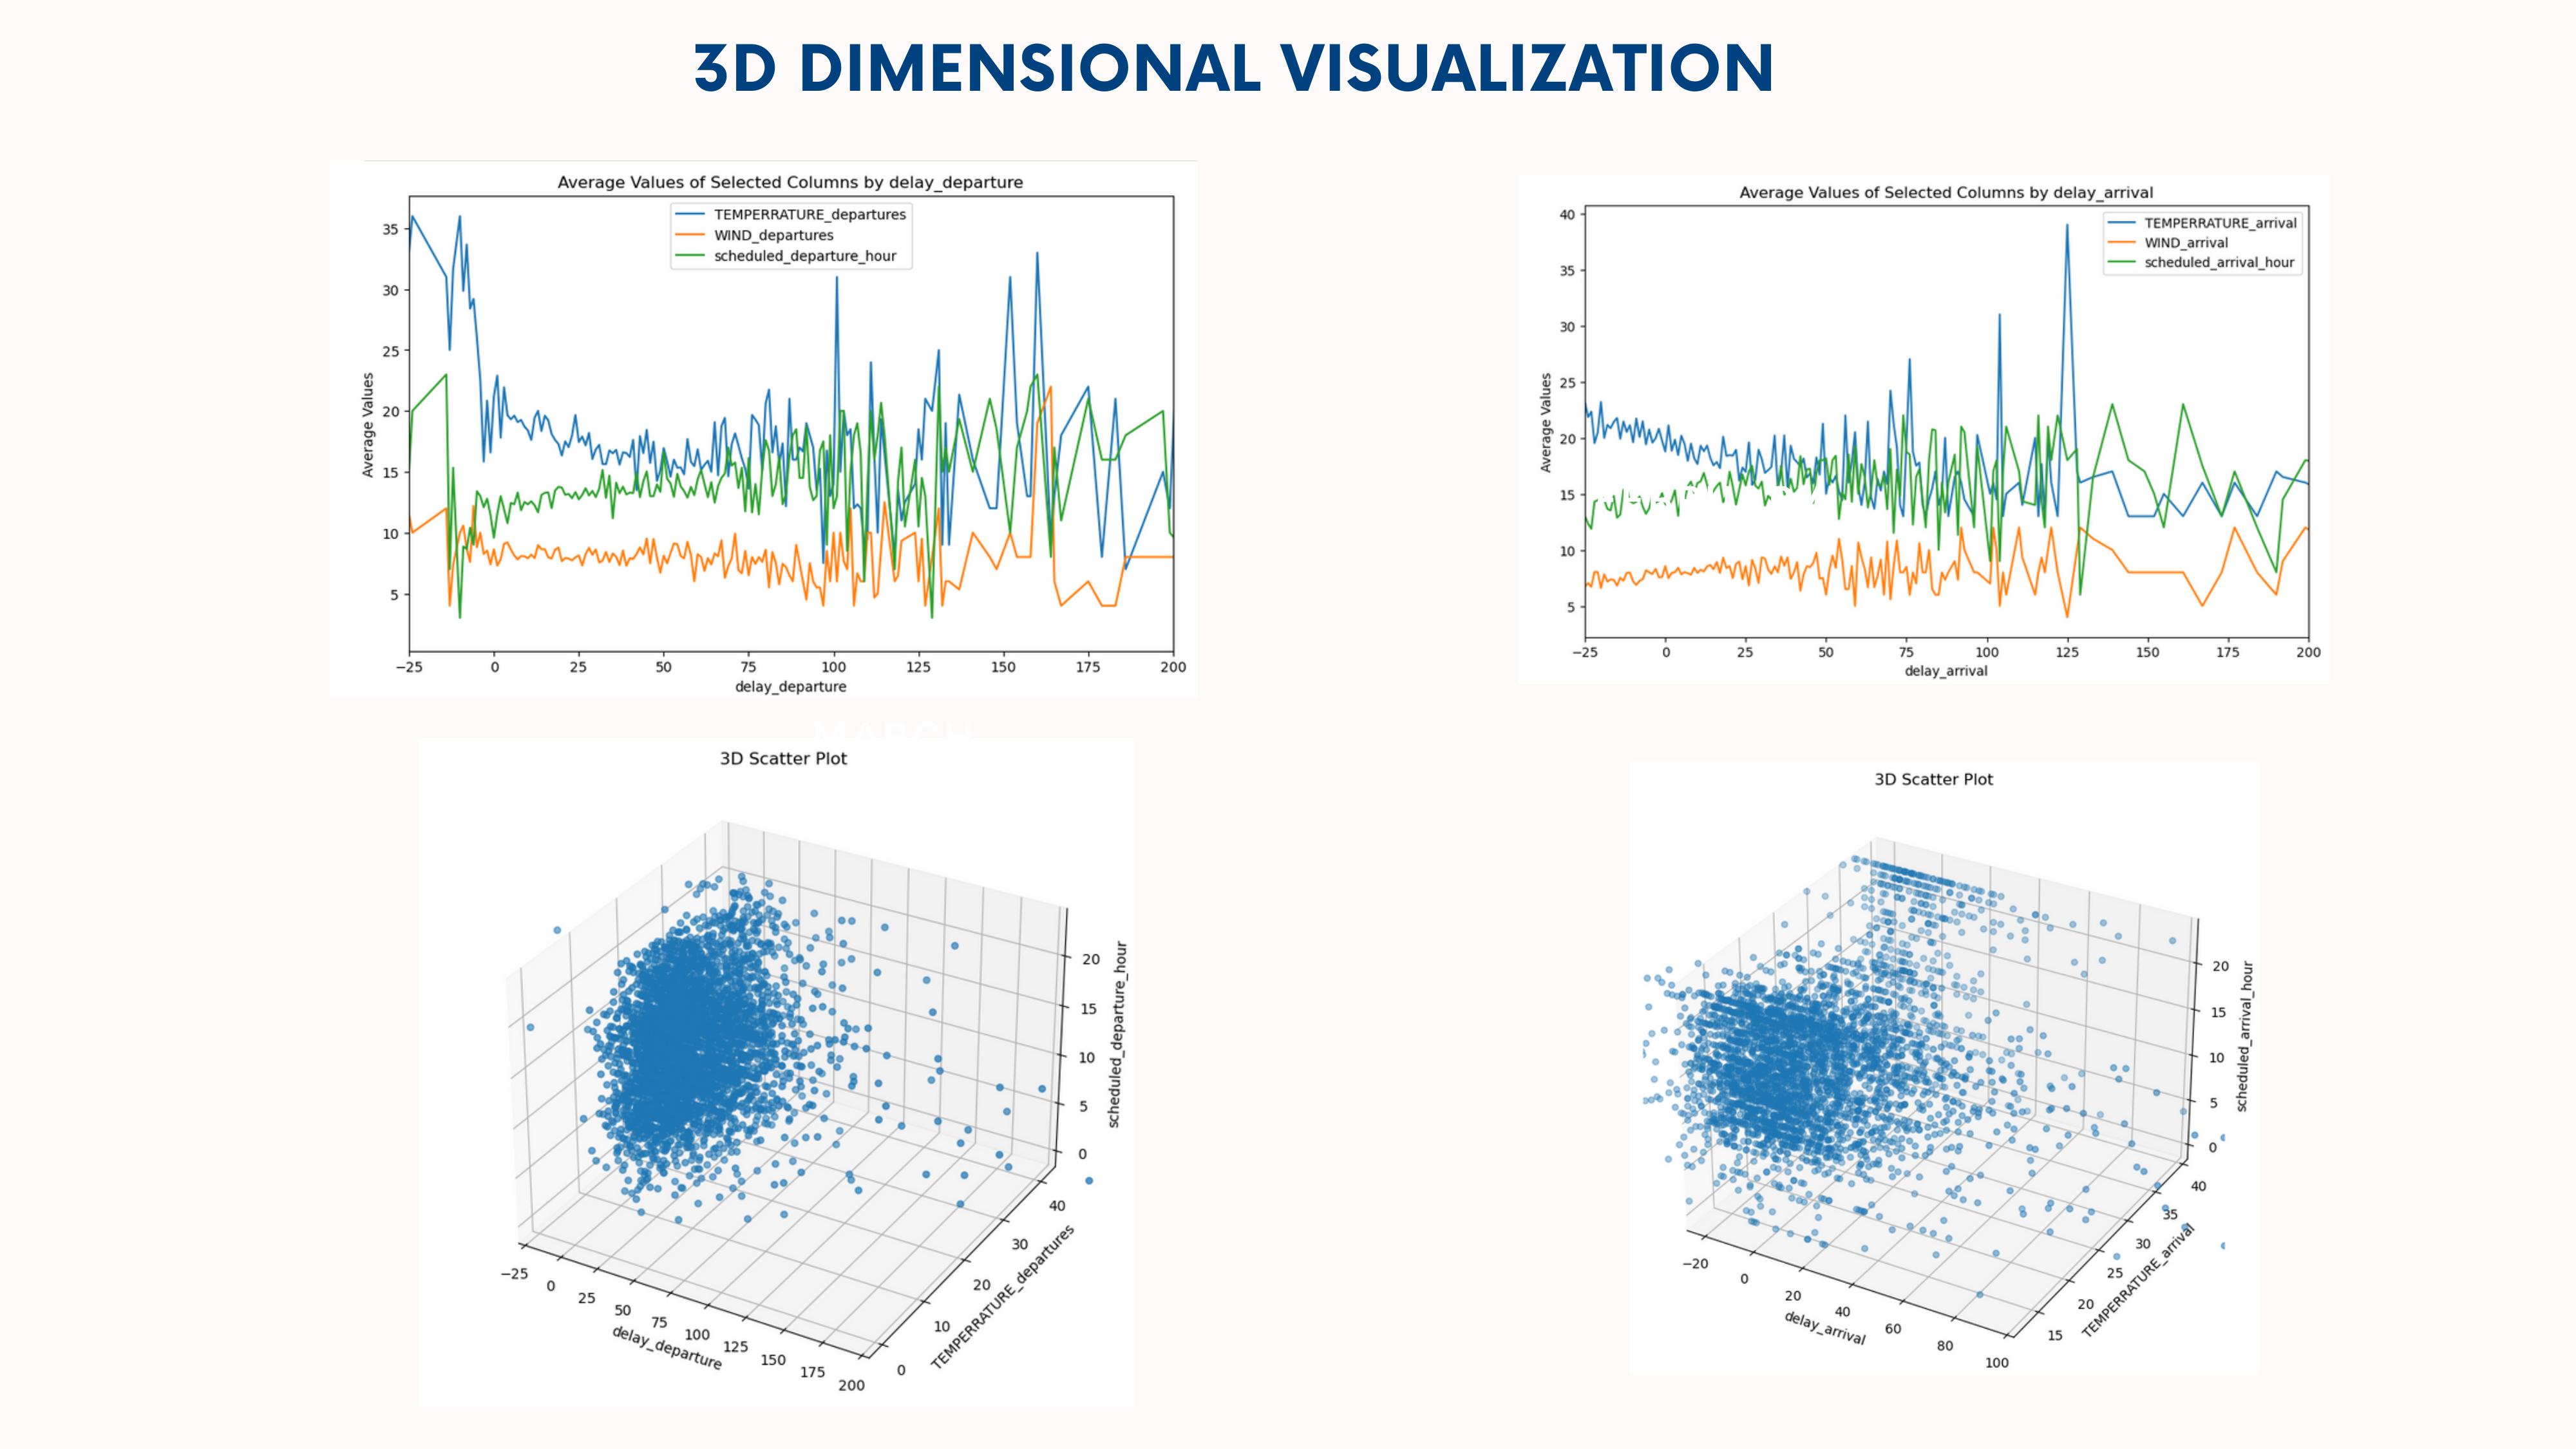 3D DIMENSIONAL VISUALIZATION
Average Values of Selected Columns by delay_departure
TEMPERRATURE_departures
WIND_departures
scheduled_departure_hour
Average Values
35
30
25
20
15
10
5
−25 0 25 50 75 100 125 150 175 200
delay_departure
Average Values of Selected Columns by delay_arrival
TEMPERRATURE_arrival
WIND_arrival
scheduled_arrival_hour
Average Values
40
35
30
25
20
15
10
5
−25 0 25 50 75 100 125 150 175 200
delay_arrival
MARCH
3D Scatter Plot
scheduled_departure_hour
20
15
10
5
0
TEMPERRATURE_departures
40
30
20
10
0
−25 0 25 50 75 100 125 150 175 200
delay_departure
3D Scatter Plot
scheduled_arrival_hour
20
15
10
5
0
TEMPERRATURE_arrival
40
35
30
25
20
15
−20 0 20 40 60 80 100
delay_arrival